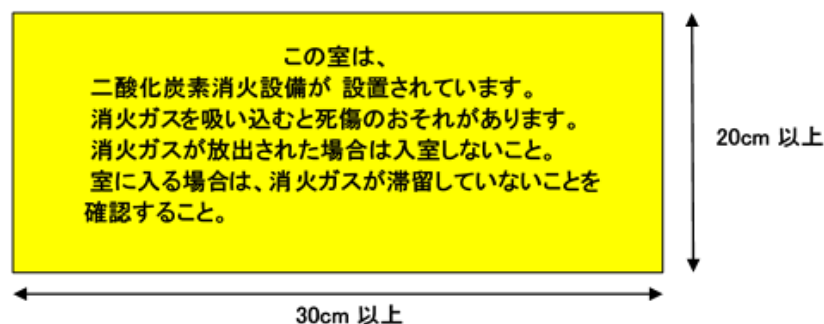 この室は、
二酸化炭素消火設備が 設置されています。
消火ガスを吸い込むと死傷のおそれがあります。
消火ガスが放出された場合は入室しないこと。
室に入る場合は、消火ガスが滞留していないことを
確認すること。
20cm 以上
30cm 以上